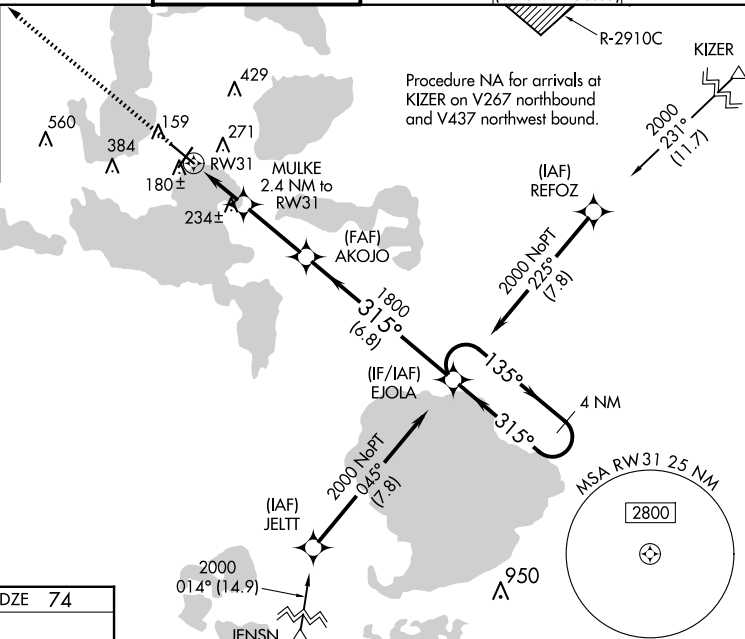 R-2910C
KIZER
Procedure NA for arrivals at
KIZER on V267 northbound
and V437 northwest bound.
2000
231°
(11.7)
429
560
159
384
271
RW31
180±
MULKE
2.4 NM to
RW31
234±
(IAF)
REFOZ
(FAF)
AKOJO
2000 NoPT
225°
(7.8)
1800
315°
(6.8)
(IF/IAF)
EJOLA
135°
315°
4 NM
2000 NoPT
045°
(7.8)
MSA RW31 25 NM
2800
(IAF)
JELTT
2000
014° (14.9)
950
DZE 74
JENSN